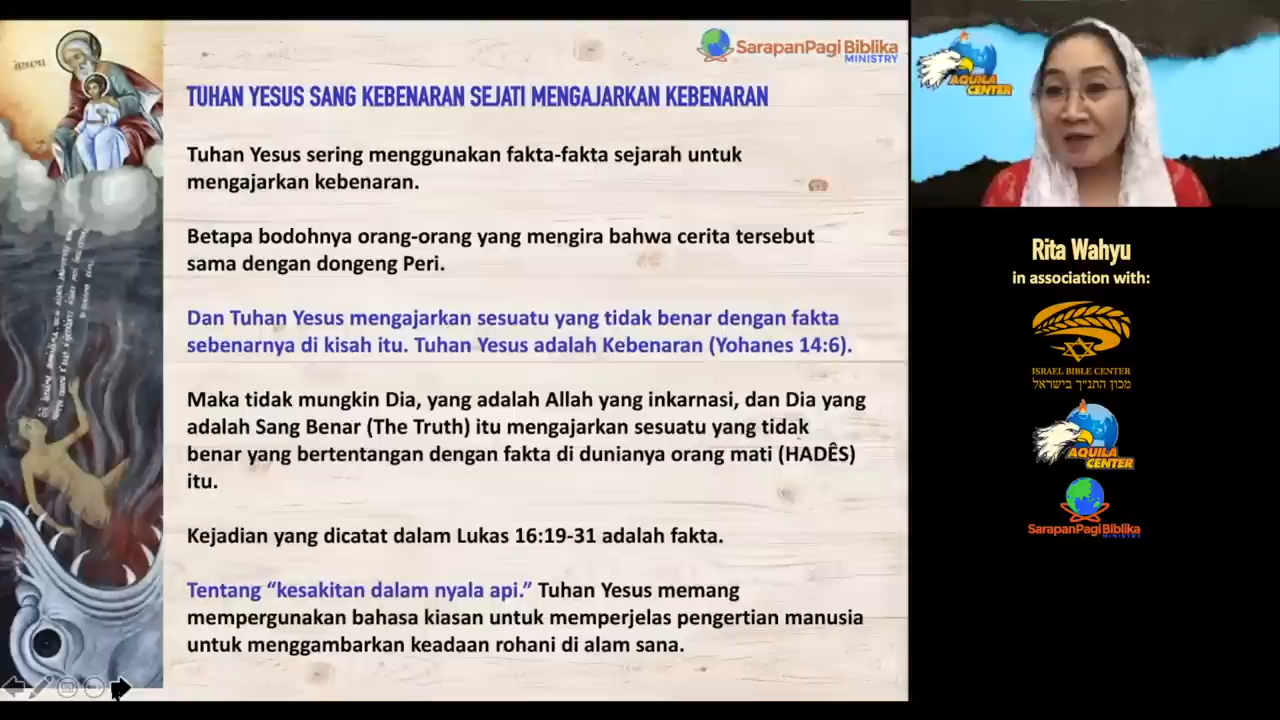 SarapanPagi Biblika
MINISTRY
TUHAN YESUS SANG KEBENARAN SEJATI MENGAJARKAN KEBENARAN
Tuhan Yesus sering menggunakan fakta-fakta sejarah untuk
mengajarkan kebenaran.
Betapa bodohnya orang-orang yang mengira bahwa cerita tersebut
sama dengan dongeng Peri.
Dan Tuhan Yesus mengajarkan sesuatu yang tidak benar dengan fakta
sebenarnya di kisah itu. Tuhan Yesus adalah Kebenaran (Yohanes 14:6).
Maka tidak mungkin Dia, yang adalah Allah yang inkarnasi, dan Dia yang
adalah Sang Benar (The Truth) itu mengajarkan sesuatu yang tidak
benar yang bertentangan dengan fakta di dunianya orang mati (HADÊS)
itu.
Kejadian yang dicatat dalam Lukas 16:19-31 adalah fakta.
Tentang “kesakitan dalam nyala api.” Tuhan Yesus memang
mempergunakan bahasa kiasan untuk memperjelas pengertian manusia
untuk menggambarkan keadaan rohani di alam sana.
AQUILA
CENTER
Rita Wahyu
in association with:
ISRAEL BIBLE CENTER
מכון התנ״ך בישראל
AQUILA
CENTER
SarapanPagi Biblika
MINISTRY